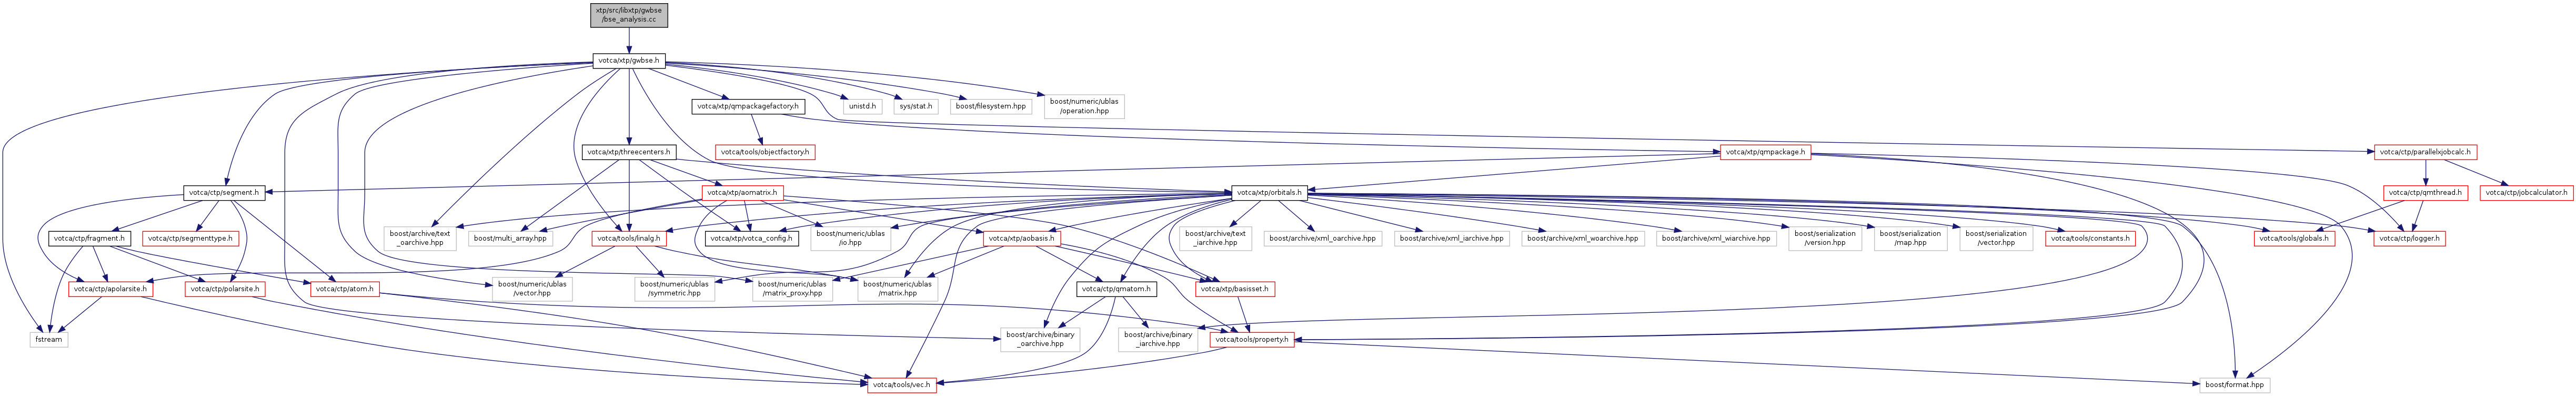 xtp/src/libxtp/gwbse
/bse_analysis.cc
votca/xtp/gwbse.h
votca/xtp/qmpackagefactory.h
unistd.h
sys/stat.h
boost/filesystem.hpp
boost/numeric/ublas
/operation.hpp
votca/xtp/threecenters.h
votca/tools/objectfactory.h
votca/xtp/qmpackage.h
votca/ctp/parallelxjobcalc.h
votca/ctp/segment.h
votca/xtp/aomatrix.h
votca/xtp/orbitals.h
votca/ctp/qmthread.h
votca/ctp/jobcalculator.h
votca/ctp/fragment.h
votca/ctp/segmenttype.h
boost/archive/text
_oarchive.hpp
boost/multi_array.hpp
votca/tools/linalg.h
votca/xtp/votca_config.h
boost/numeric/ublas
/io.hpp
votca/xtp/aobasis.h
boost/archive/text
_iarchive.hpp
boost/archive/xml_oarchive.hpp
boost/archive/xml_iarchive.hpp
boost/archive/xml_woarchive.hpp
boost/archive/xml_wiarchive.hpp
boost/serialization
/version.hpp
boost/serialization
/map.hpp
boost/serialization
/vector.hpp
votca/tools/constants.h
votca/tools/globals.h
votca/ctp/logger.h
votca/ctp/apolarsite.h
votca/ctp/polarsite.h
votca/ctp/atom.h
boost/numeric/ublas
/vector.hpp
boost/numeric/ublas
/symmetric.hpp
boost/numeric/ublas
/matrix_proxy.hpp
boost/numeric/ublas
/matrix.hpp
votca/ctp/qmatom.h
votca/xtp/basisset.h
fstream
boost/archive/binary
_oarchive.hpp
boost/archive/binary
_iarchive.hpp
votca/tools/property.h
votca/tools/vec.h
boost/format.hpp